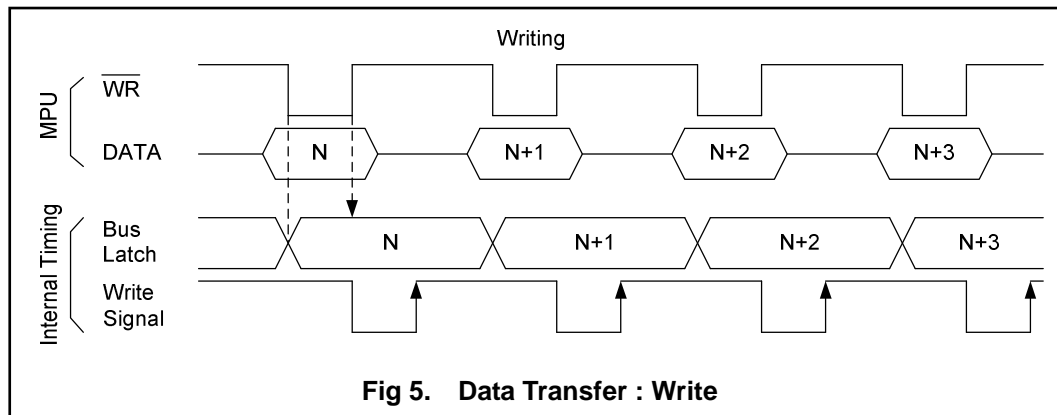 Writing
MPU
W̅R̅
DATA
N
N+1
N+2
N+3
Internal Timing
Bus
Latch
N
N+1
N+2
N+3
Write
Signal
Fig 5. Data Transfer : Write